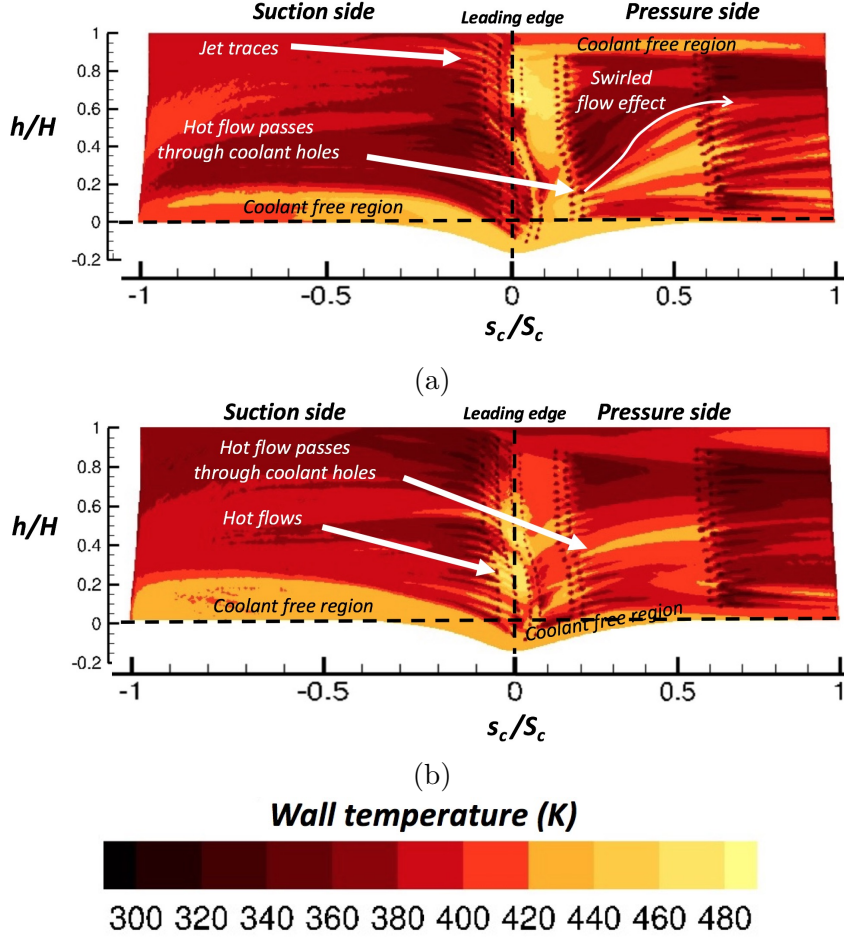 Suction side
Leading edge
Pressure side
1
0.8
0.6
0.4
0.2
0
-0.2
h/H
Jet traces
Coolant free region
Swirled
flow effect
Hot flow passes
through coolant holes
Coolant free region
-1
-0.5
0
0.5
1
sc/Sc
(a)
Suction side
Leading edge
Pressure side
1
0.8
0.6
0.4
0.2
0
-0.2
h/H
Hot flow passes
through coolant holes
Hot flows
Coolant free region
Coolant free region
-1
-0.5
0
0.5
1
sc/Sc
(b)
Wall temperature (K)
300 320 340 360 380 400 420 440 460 480